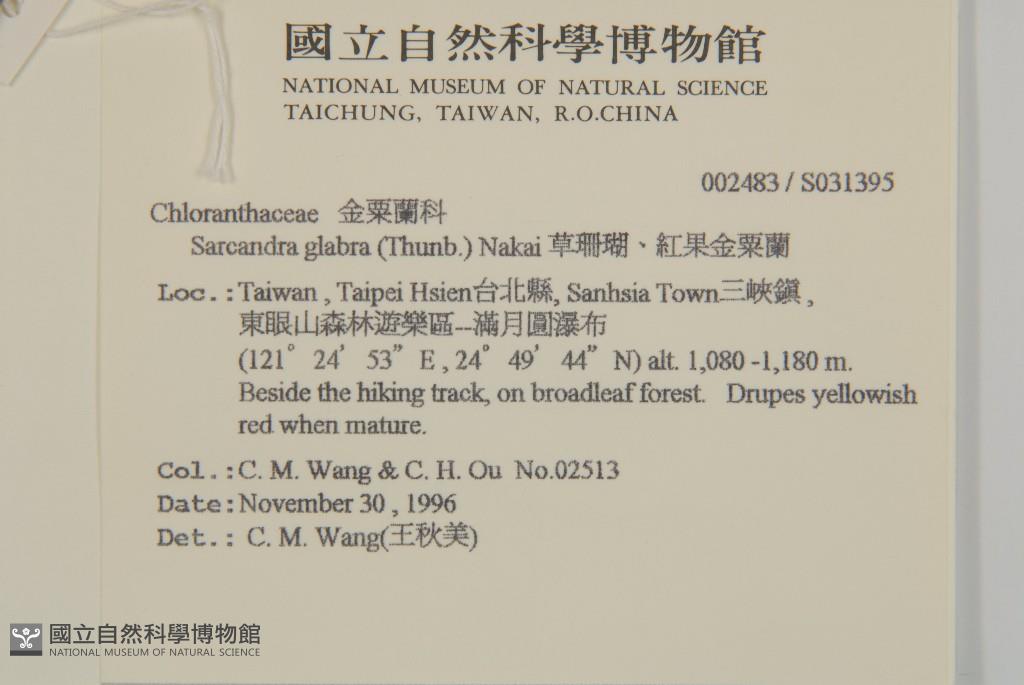 國立自然科學博物館
NATIONAL MUSEUM OF NATURAL SCIENCE
TAICHUNG, TAIWAN, R.O.CHINA
002483 / S031395
Chloranthaceae 金粟蘭科
Sarcandra glabra (Thunb.) Nakai 草珊瑚、紅果金粟蘭
Loc.:Taiwan , Taipei Hsien台北縣, Sanhsia Town三峽鎮 ,
東眼山森林遊樂區--滿月圓瀑布
(121° 24′ 53″ E , 24° 49′ 44″ N) alt. 1,080 -1,180 m.
Beside the hiking track, on broadleaf forest. Drupes yellowish
red when mature.
Col.:C. M. Wang & C. H. Ou No.02513
Date:November 30 , 1996
Det.: C. M. Wang(王秋美)
國立自然科學博物館
NATIONAL MUSEUM OF NATURAL SCIENCE